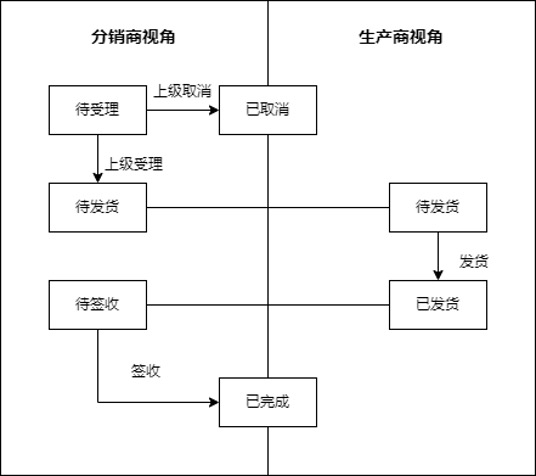 分销商视角
生产商视角
待受理
上级取消
已取消
上级受理
待发货
待发货
发货
待签收
已发货
签收
已完成